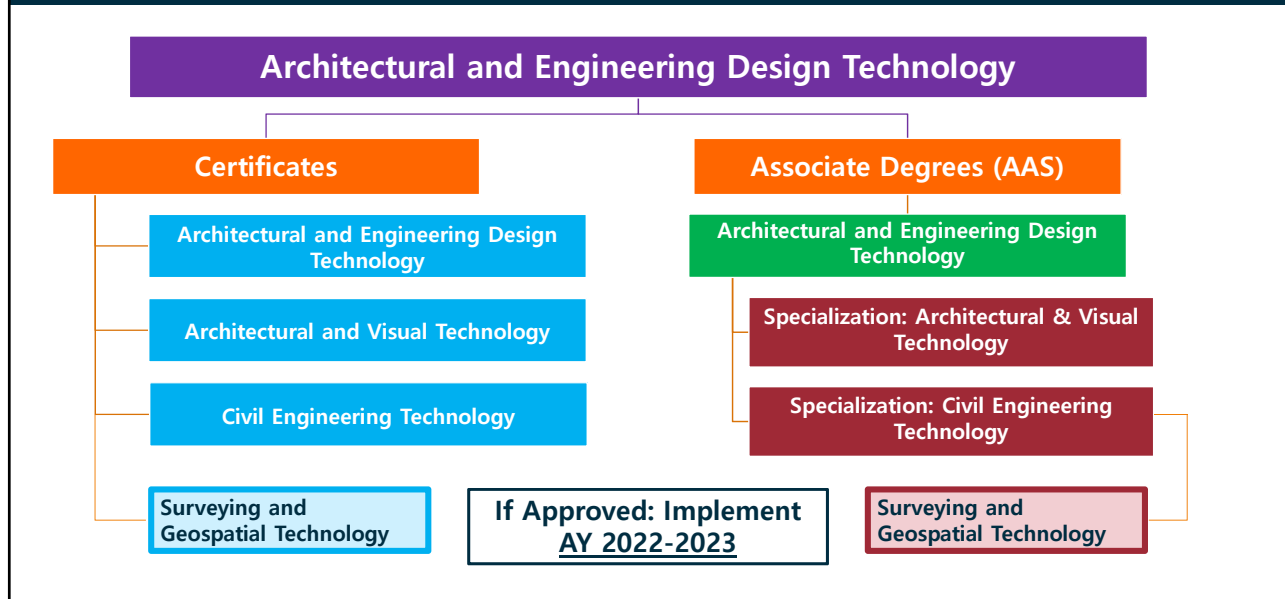 Architectural and Engineering Design Technology
Certificates
Architectural and Engineering Design
Technology
Architectural and Visual Technology
Civil Engineering Technology
Surveying and
Geospatial Technology
Associate Degrees (AAS)
Architectural and Engineering Design
Technology
Specialization: Architectural & Visual
Technology
Specialization: Civil Engineering
Technology
Surveying and
Geospatial Technology
If Approved: Implement
AY 2022-2023